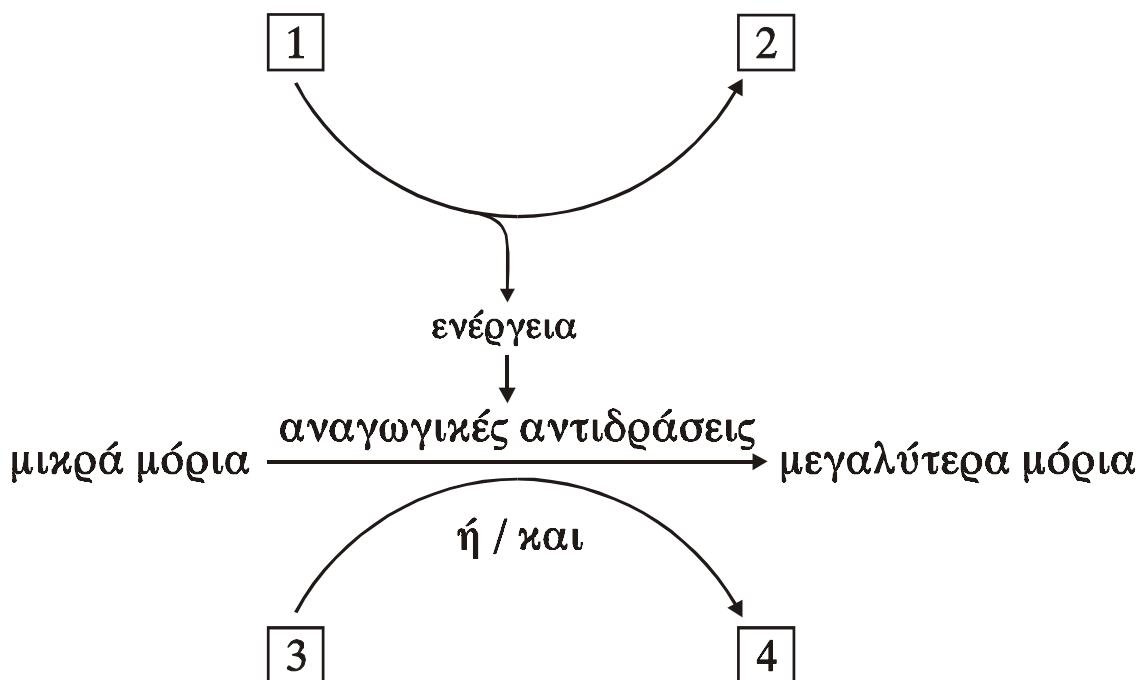 1
2
ενέργεια
αναγωγικές αντιδράσεις
μικρά μόρια
μεγαλύτερα μόρια
ή / και
3
4